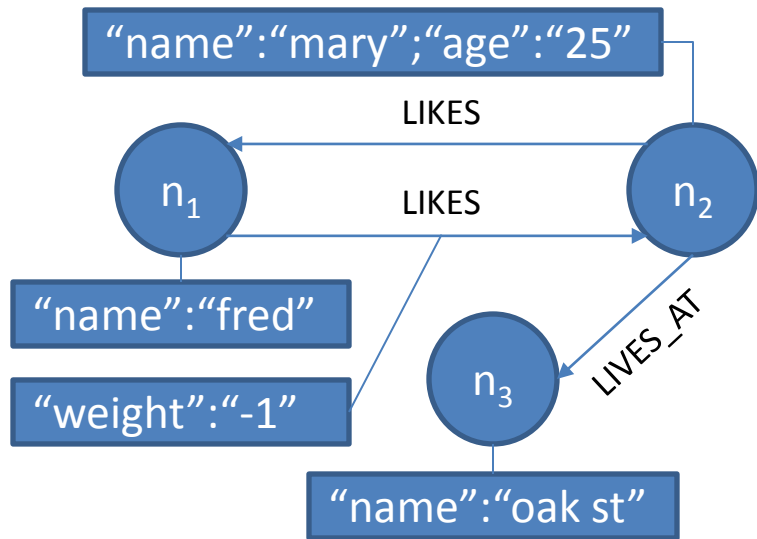 “name”:“mary”;“age”:“25”
LIKES
n₁
LIKES
n₂
“name”:“fred”
LIVES_AT
n₃
“weight”:“-1”
“name”:“oak st”